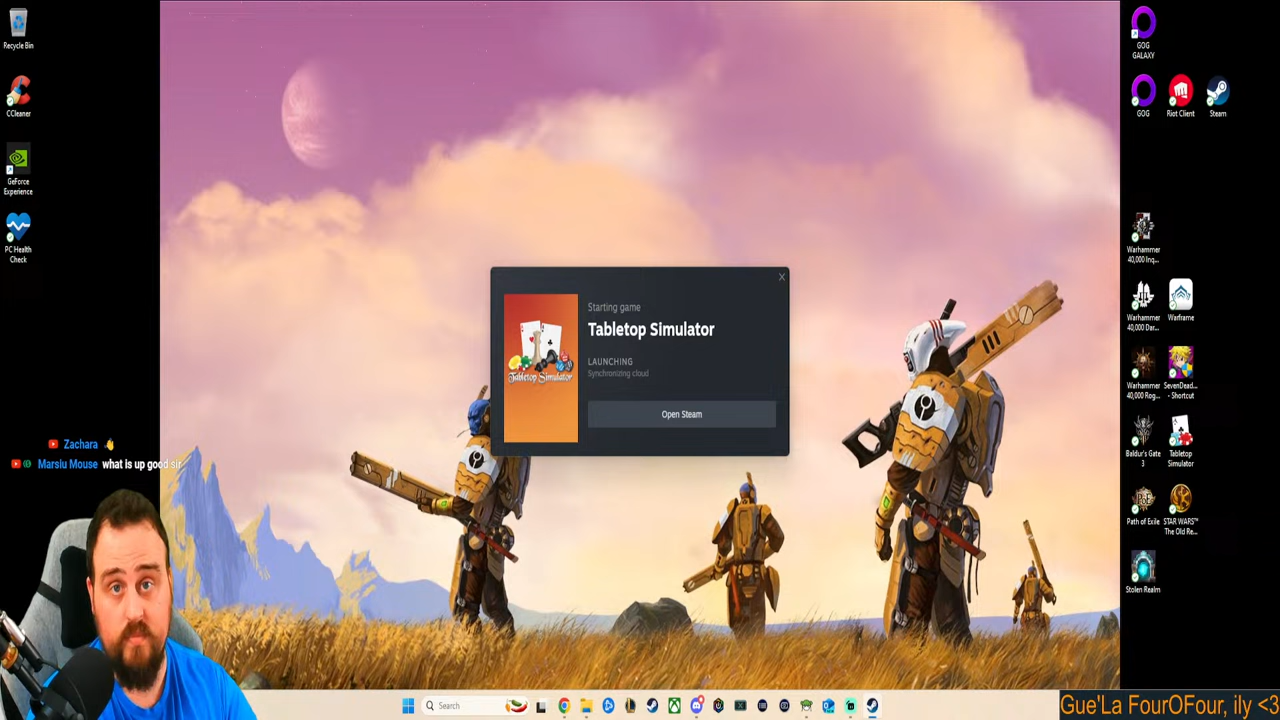 Recycle Bin
CCleaner
GeForce
Experience
PC Health
Check
GOG
GALAXY
GOG
Riot Client
Steam
Warhammer
40,000 Inq...
Warhammer
40,000 Dar...
Warframe
Warhammer
40,000 Rog...
SevenDead...
- Shortcut
Baldur's Gate
3
Tabletop
Simulator
Path of Exile
STAR WARS™
The Old Re...
Stolen Realm
Starting game
Tabletop Simulator
LAUNCHING
Synchronizing cloud
Open Steam
Tabletop Simulator
Zachara
Marsiu Mouse what is up good sir
Search
Gue'La FourOFour, ily <3